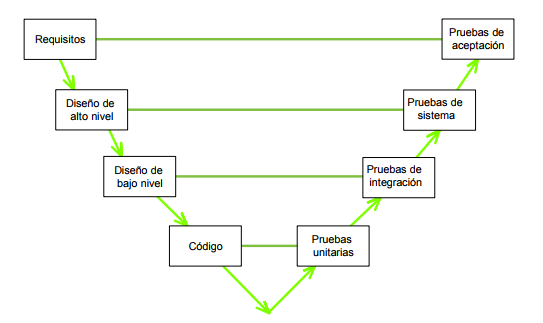 Requisitos
Pruebas de
aceptación
Diseño de
alto nivel
Pruebas de
sistema
Diseño de
bajo nivel
Pruebas de
integración
Código
Pruebas
unitarias